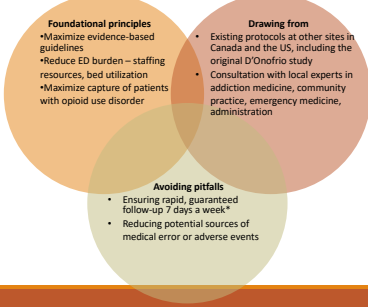 Foundational principles
•Maximize evidence-based
guidelines
•Reduce ED burden – staffing
resources, bed utilization
•Maximize capture of patients
with opioid use disorder
Drawing from
• Existing protocols at other sites in
Canada and the US, including the
original D'Onofrio study
• Consultation with local experts in
addiction medicine, community
practice, emergency medicine,
administration
Avoiding pitfalls
• Ensuring rapid, guaranteed
follow-up 7 days a week*
• Reducing potential sources of
medical error or adverse events